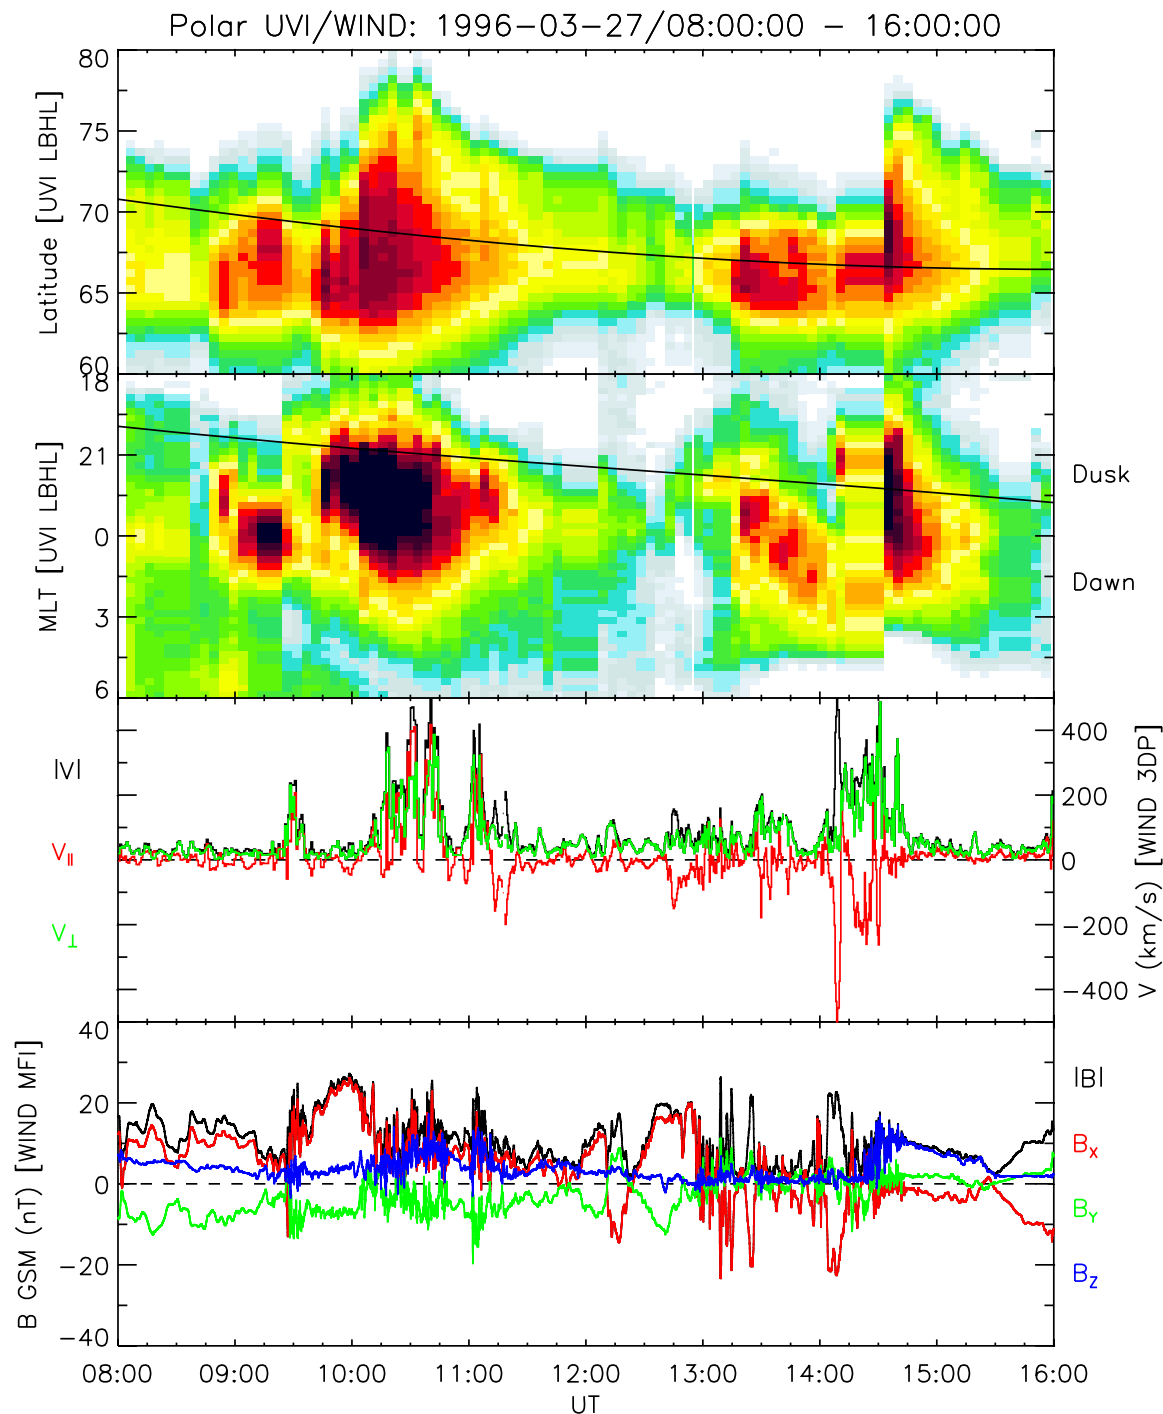 Polar UVI/WIND: 1996-03-27/08:00:00 - 16:00:00
80
75
70
65
60
Latitude [UVI LBHL]
18
21
0
3
6
MLT [UVI LBHL]
Dusk
Dawn
|V|
V∥
V⊥
400
200
0
-200
-400
V (km/s) [WIND 3DP]
40
20
0
-20
-40
B GSM (nT) [WIND MFI]
|B|
BX
BY
BZ
08:00 09:00 10:00 11:00 12:00 13:00 14:00 15:00 16:00
UT